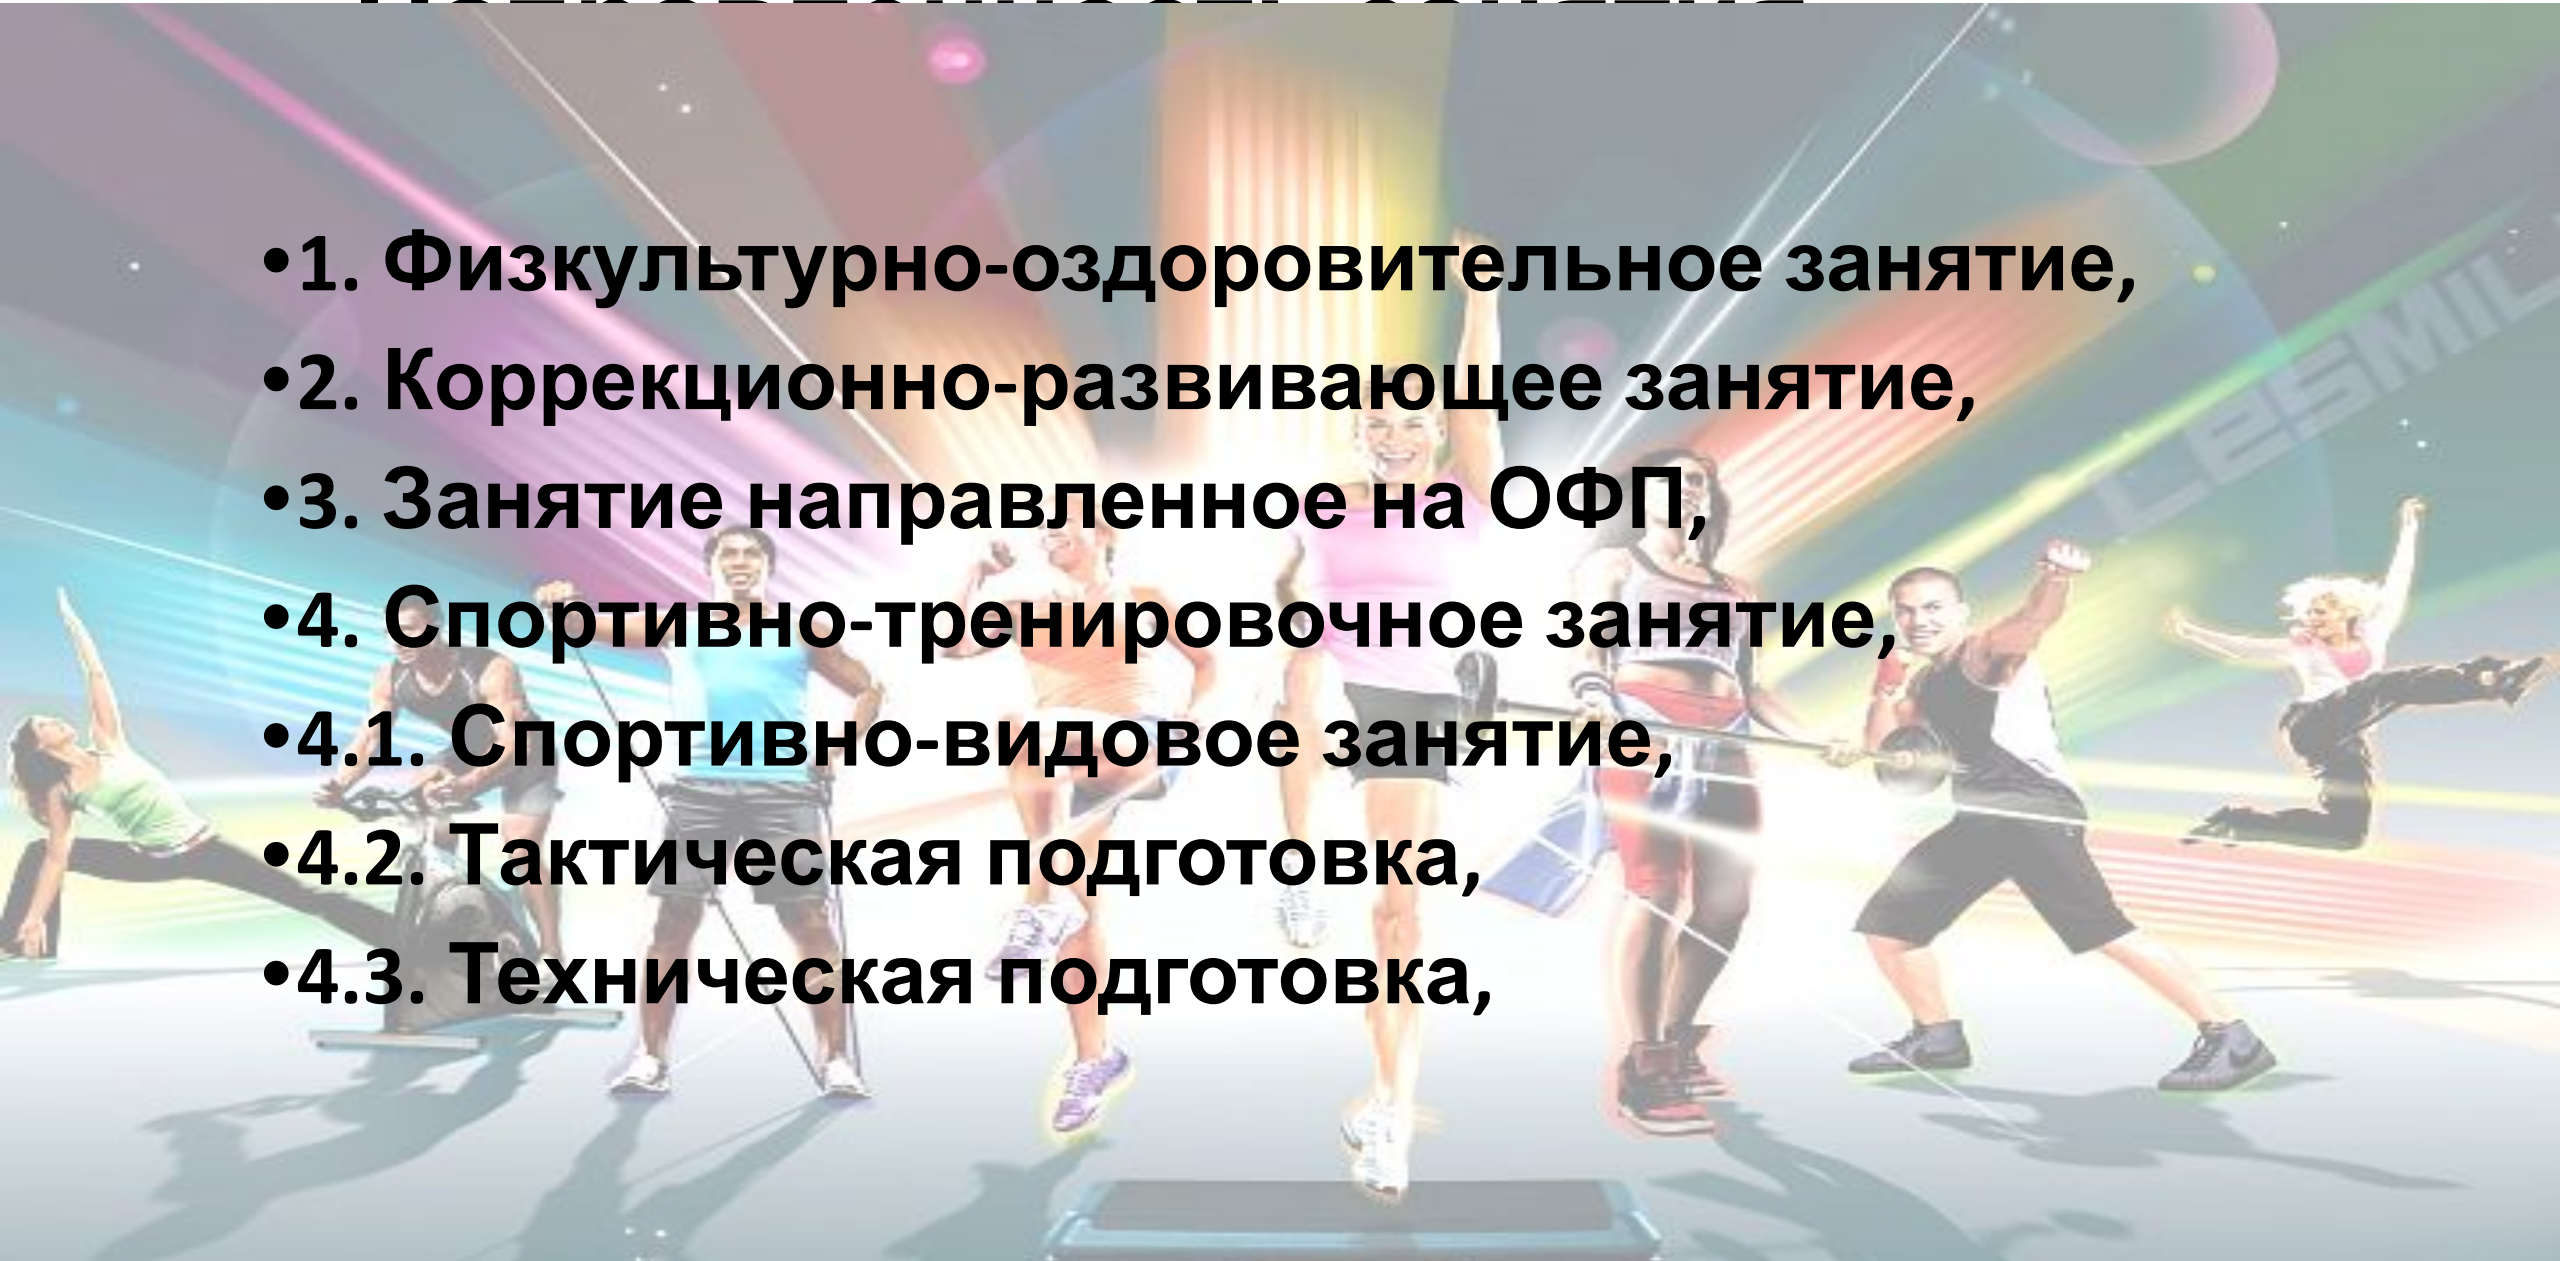 •1. Физкультурно-оздоровительное занятие,
•2. Коррекционно-развивающее занятие,
•3. Занятие направленное на ОФП,
•4. Спортивно-тренировочное занятие,
•4.1. Спортивно-видовое занятие,
•4.2. Тактическая подготовка,
•4.3. Техническая подготовка,